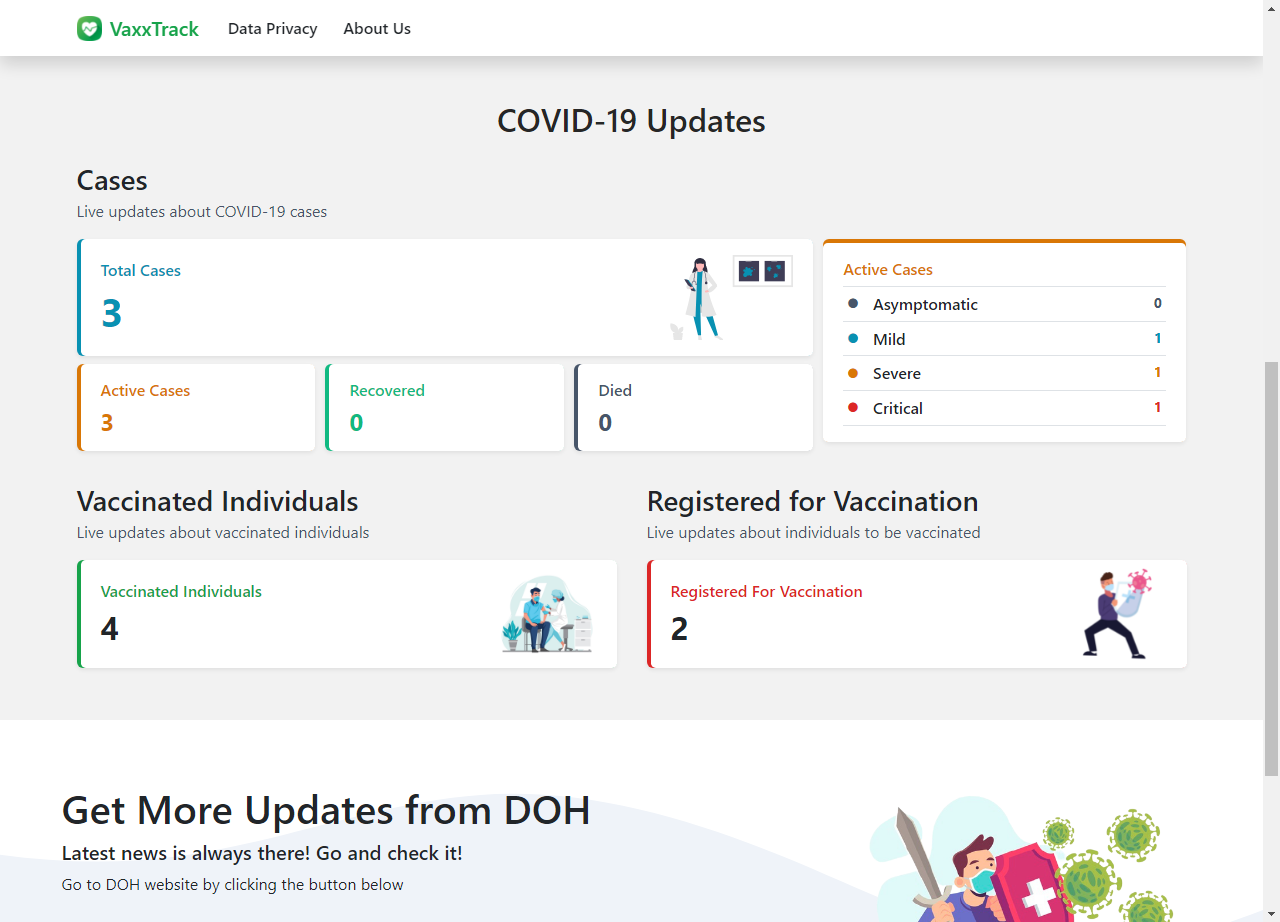 VaxxTrack Data Privacy About Us
COVID-19 Updates
Cases
Live updates about COVID-19 cases
Total Cases
3
Active Cases
3
Recovered
0
Died
0
Active Cases
Asymptomatic 0
Mild 1
Severe 1
Critical 1
Vaccinated Individuals
Live updates about vaccinated individuals
Vaccinated Individuals
4
Registered for Vaccination
Live updates about individuals to be vaccinated
Registered For Vaccination
2
Get More Updates from DOH
Latest news is always there! Go and check it!
Go to DOH website by clicking the button below